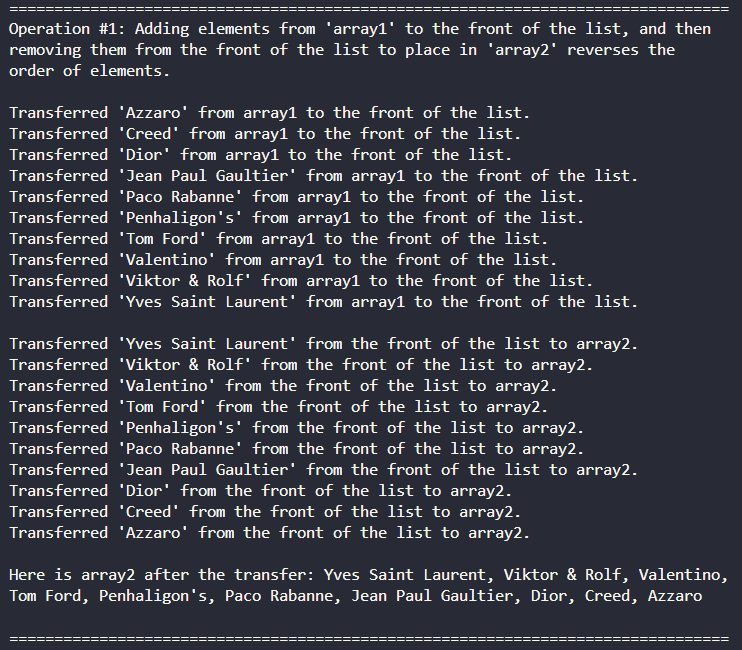 ================================================================================
Operation #1: Adding elements from 'array1' to the front of the list, and then
removing them from the front of the list to place in 'array2' reverses the
order of elements.
Transferred 'Azzaro' from array1 to the front of the list.
Transferred 'Creed' from array1 to the front of the list.
Transferred 'Dior' from array1 to the front of the list.
Transferred 'Jean Paul Gaultier' from array1 to the front of the list.
Transferred 'Paco Rabanne' from array1 to the front of the list.
Transferred 'Penhaligon's' from array1 to the front of the list.
Transferred 'Tom Ford' from array1 to the front of the list.
Transferred 'Valentino' from array1 to the front of the list.
Transferred 'Viktor & Rolf' from array1 to the front of the list.
Transferred 'Yves Saint Laurent' from array1 to the front of the list.
Transferred 'Yves Saint Laurent' from the front of the list to array2.
Transferred 'Viktor & Rolf' from the front of the list to array2.
Transferred 'Valentino' from the front of the list to array2.
Transferred 'Tom Ford' from the front of the list to array2.
Transferred 'Penhaligon's' from the front of the list to array2.
Transferred 'Paco Rabanne' from the front of the list to array2.
Transferred 'Jean Paul Gaultier' from the front of the list to array2.
Transferred 'Dior' from the front of the list to array2.
Transferred 'Creed' from the front of the list to array2.
Transferred 'Azzaro' from the front of the list to array2.
Here is array2 after the transfer: Yves Saint Laurent, Viktor & Rolf, Valentino,
Tom Ford, Penhaligon's, Paco Rabanne, Jean Paul Gaultier, Dior, Creed, Azzaro
================================================================================